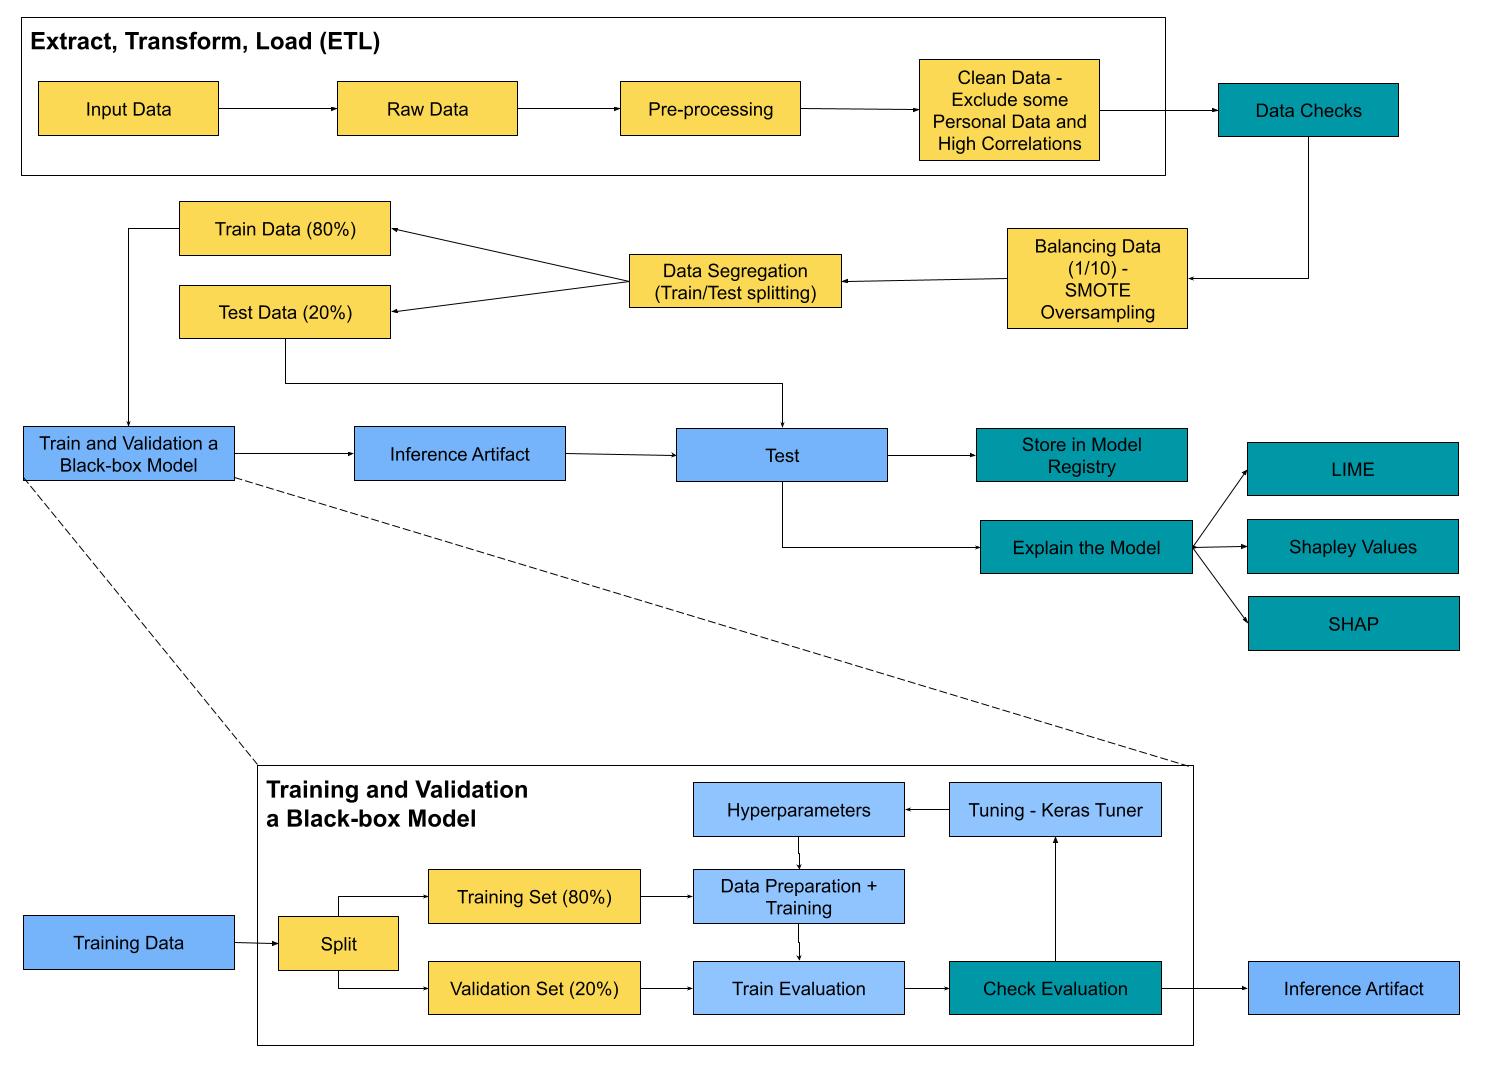 Extract, Transform, Load (ETL)
Input Data
Raw Data
Pre-processing
Clean Data -
Exclude some
Personal Data and
High Correlations
Data Checks
Train Data (80%)
Test Data (20%)
Data Segregation
(Train/Test splitting)
Balancing Data
(1/10) -
SMOTE
Oversampling
Train and Validation a
Black-box Model
Inference Artifact
Test
Store in Model
Registry
Explain the Model
LIME
Shapley Values
SHAP
Training and Validation
a Black-box Model
Hyperparameters
Tuning - Keras Tuner
Training Set (80%)
Data Preparation +
Training
Training Data
Split
Validation Set (20%)
Train Evaluation
Check Evaluation
Inference Artifact